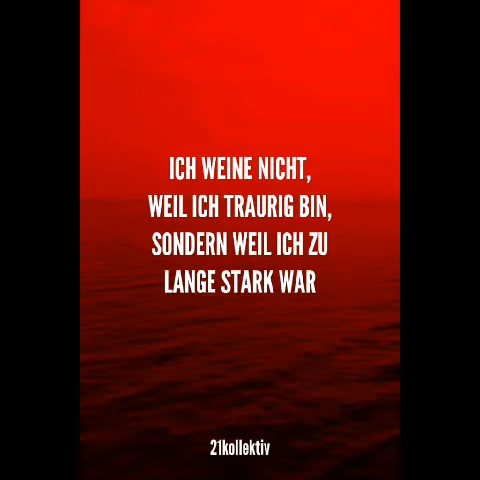 ICH WEINE NICHT,
WEIL ICH TRAURIG BIN,
SONDERN WEIL ICH ZU
LANGE STARK WAR
21kollektiv